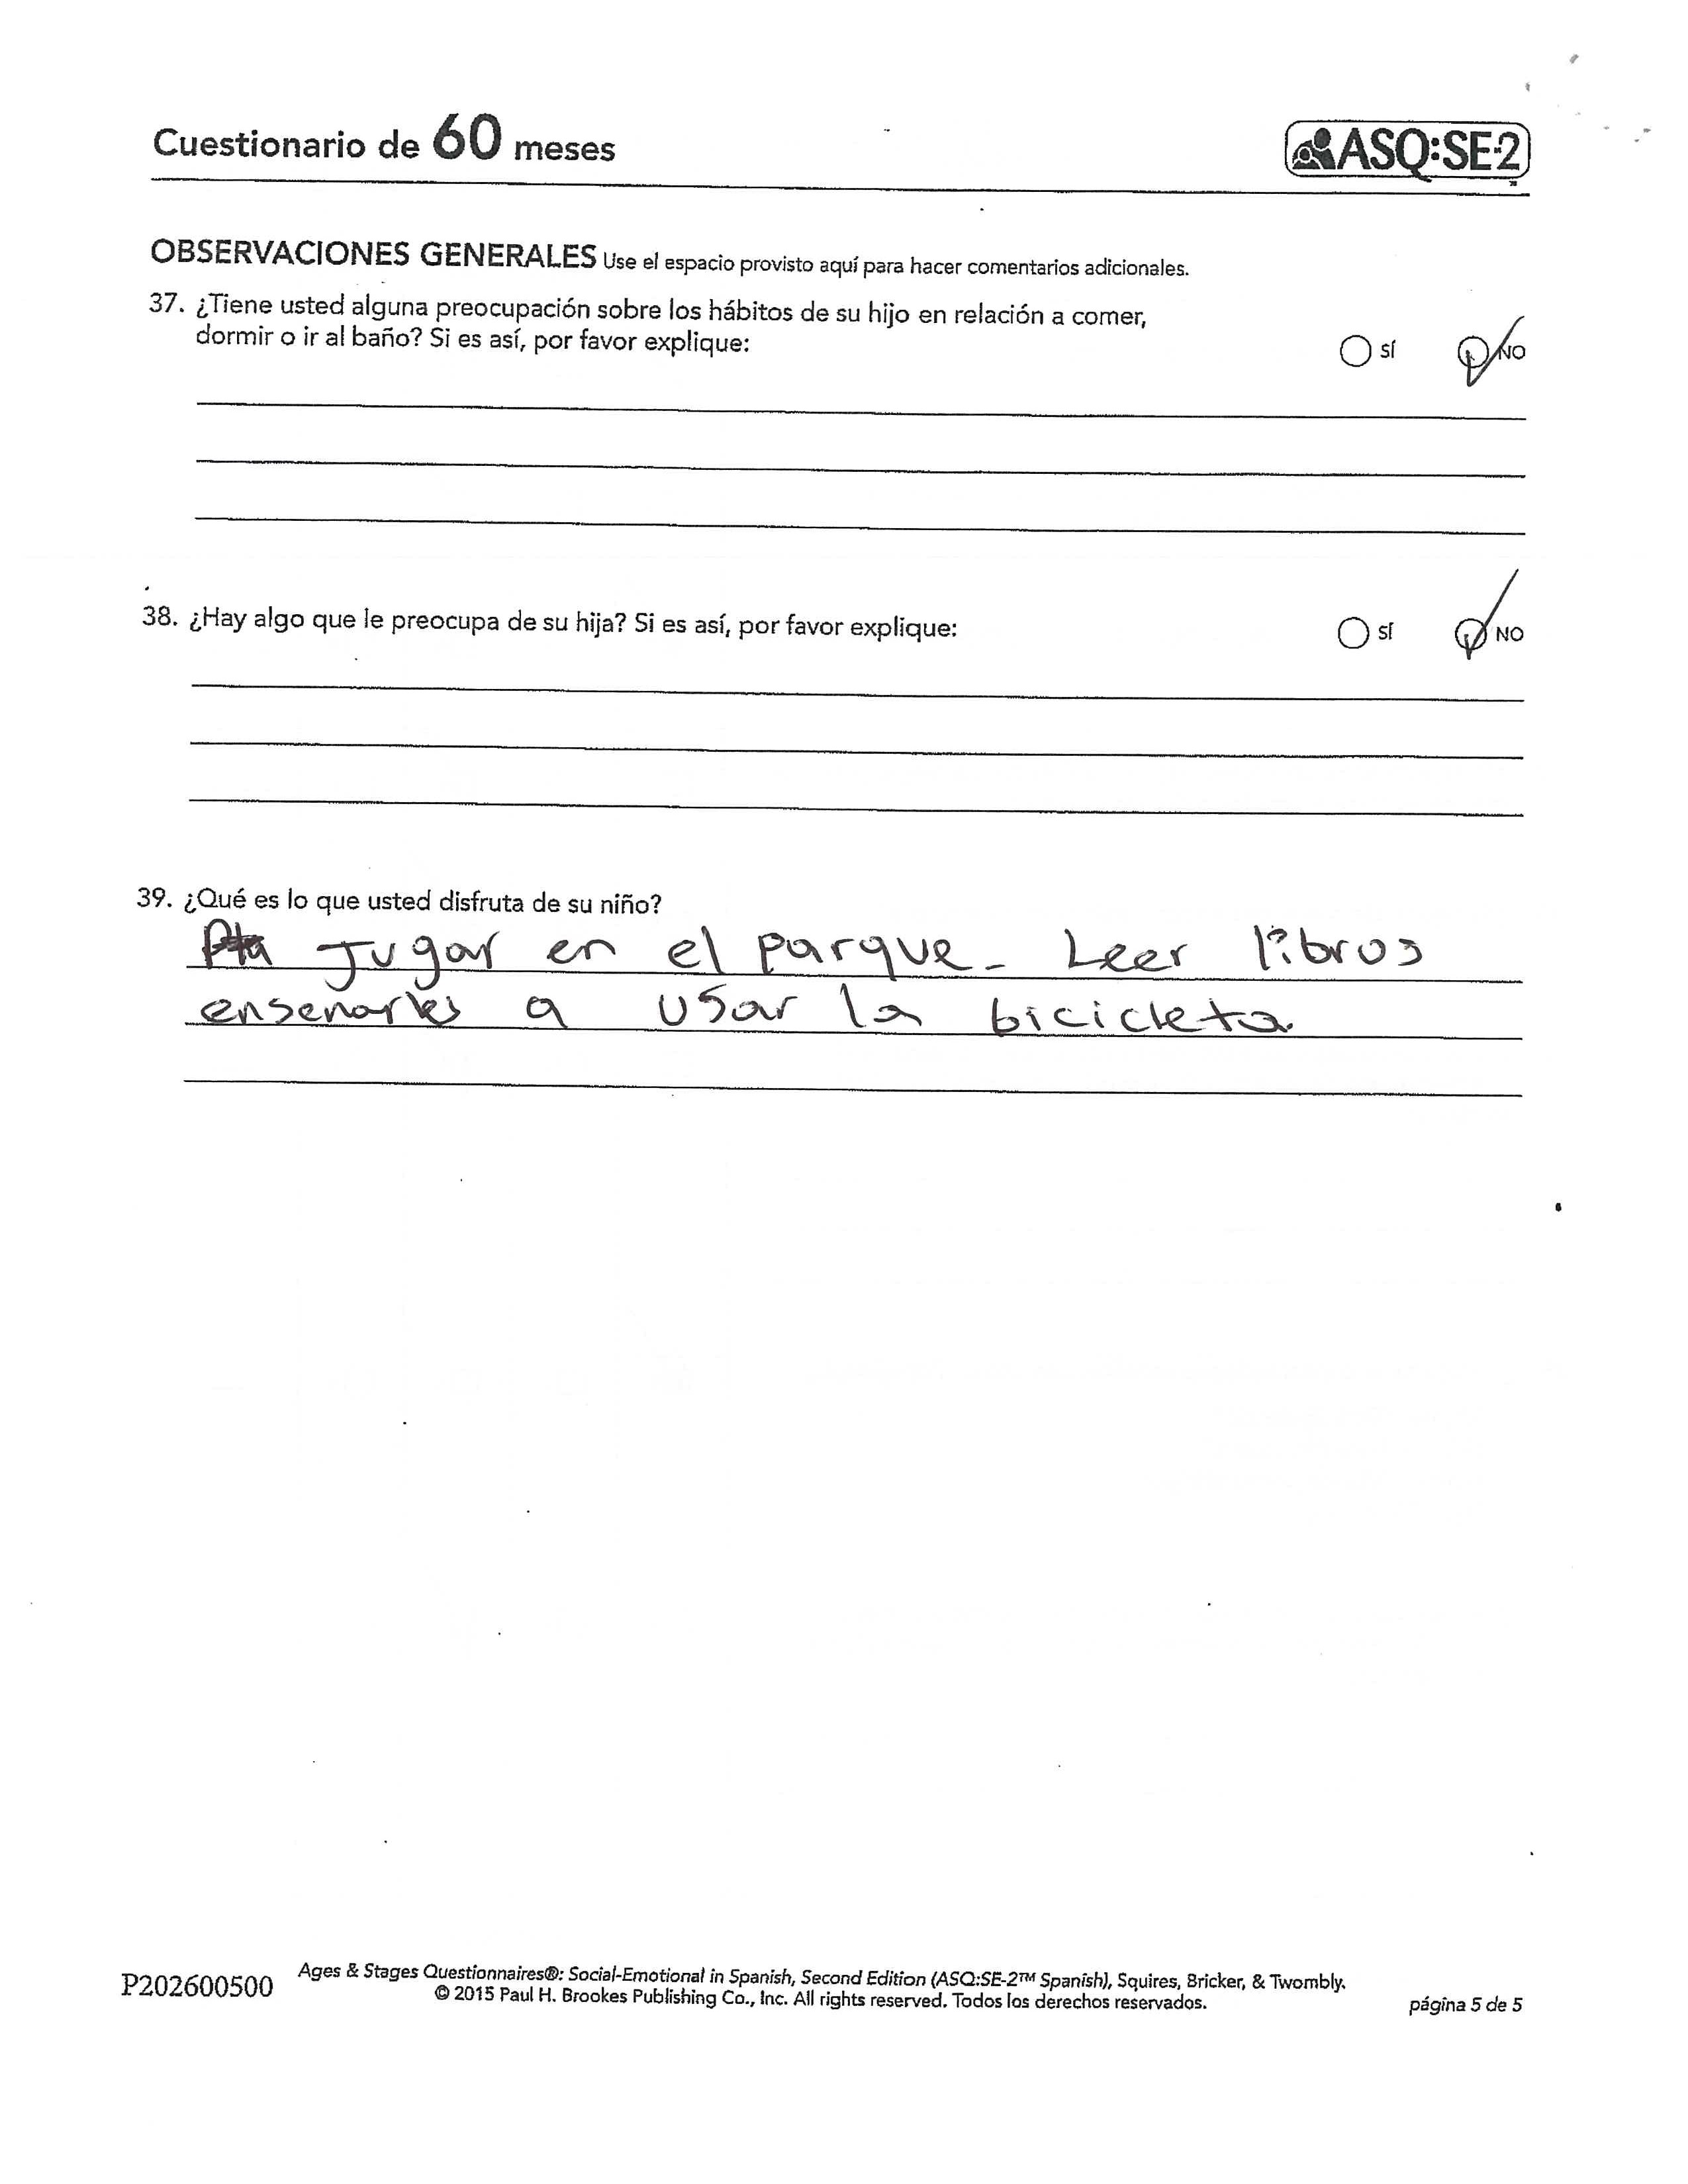 Cuestionario de 60 meses
ASQ:SE-2
OBSERVACIONES GENERALES Use el espacio provisto aquí para hacer comentarios adicionales.
37. ¿Tiene usted alguna preocupación sobre los hábitos de su hijo en relación a comer,
dormir o ir al baño? Si es así, por favor explique:
SÍ NO
38. ¿Hay algo que le preocupa de su hija? Si es así, por favor explique:
SÍ NO
39. ¿Qué es lo que usted disfruta de su niño?
Jugar en el parque. Leer libros
enseñarles a usar la bicicleta.
P202600500
Ages & Stages Questionnaires®: Social-Emotional in Spanish, Second Edition (ASQ:SE-2™ Spanish), Squires, Bricker, & Twombly.
© 2015 Paul H. Brookes Publishing Co., Inc. All rights reserved. Todos los derechos reservados.
página 5 de 5